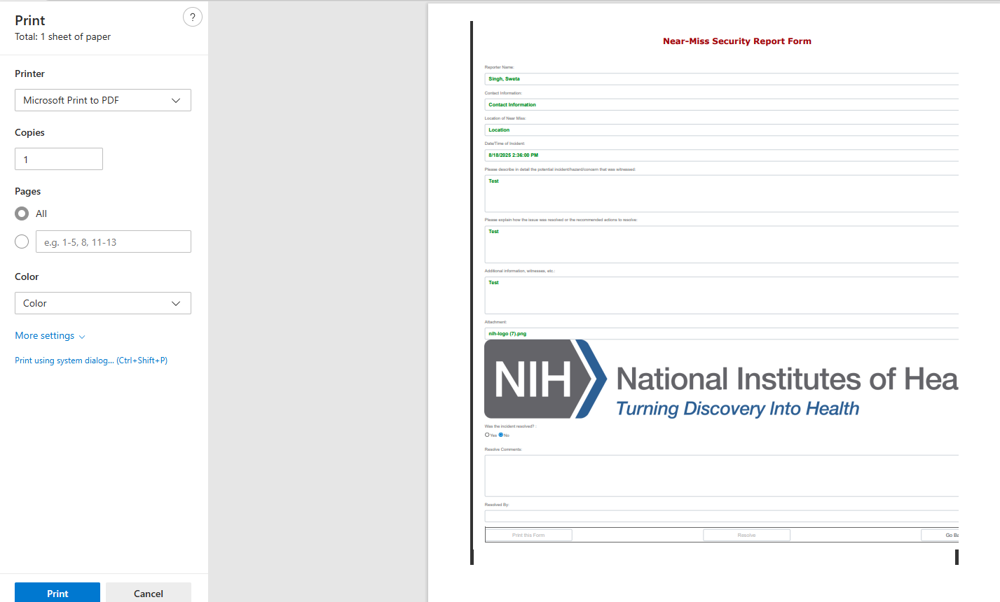 Print
?
Total: 1 sheet of paper
Printer
Microsoft Print to PDF
Copies
1
Pages
All
e.g. 1-5, 8, 11-13
Color
Color
More settings
Print using system dialog... (Ctrl+Shift+P)
Print
Cancel
Near-Miss Security Report Form
Reporter Name:
Singh, Sweta
Contact Information:
Contact Information
Location of Near Miss:
Location
Date/Time of Incident:
8/18/2025 2:36:00 PM
Please describe in detail the potential incident/hazard/concern that was witnessed:
Test
Please explain how the issue was resolved or the recommended actions to resolve:
Test
Additional information, witnesses, etc.:
Test
Attachment:
nih-logo (7).png
NIH
National Institutes of Hea
Turning Discovery Into Health
Was the incident resolved? :
Yes No
Resolve Comments:
Resolved By:
Print this Form Resolve Go Ba